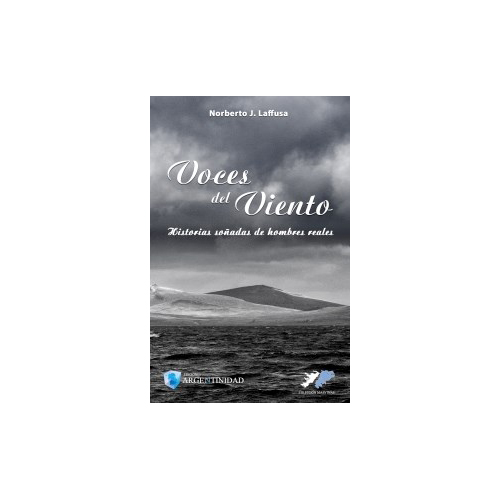 Norberto J. Laffusa
Voces
del Viento
Historias soñadas de hombres reales
ARGENTINIDAD